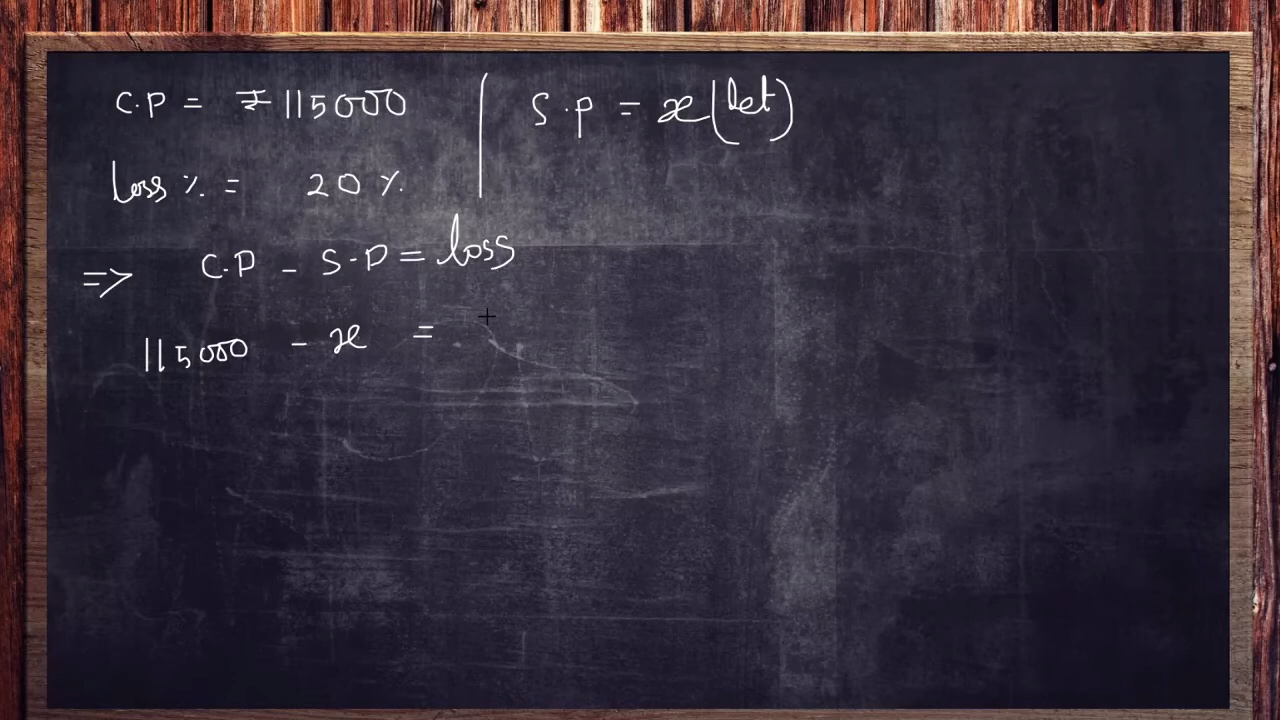 C.P = ₹ 115000
S.P = x (let)
Loss % = 20 %
=> C.P - S.P = loss
115000 - x =